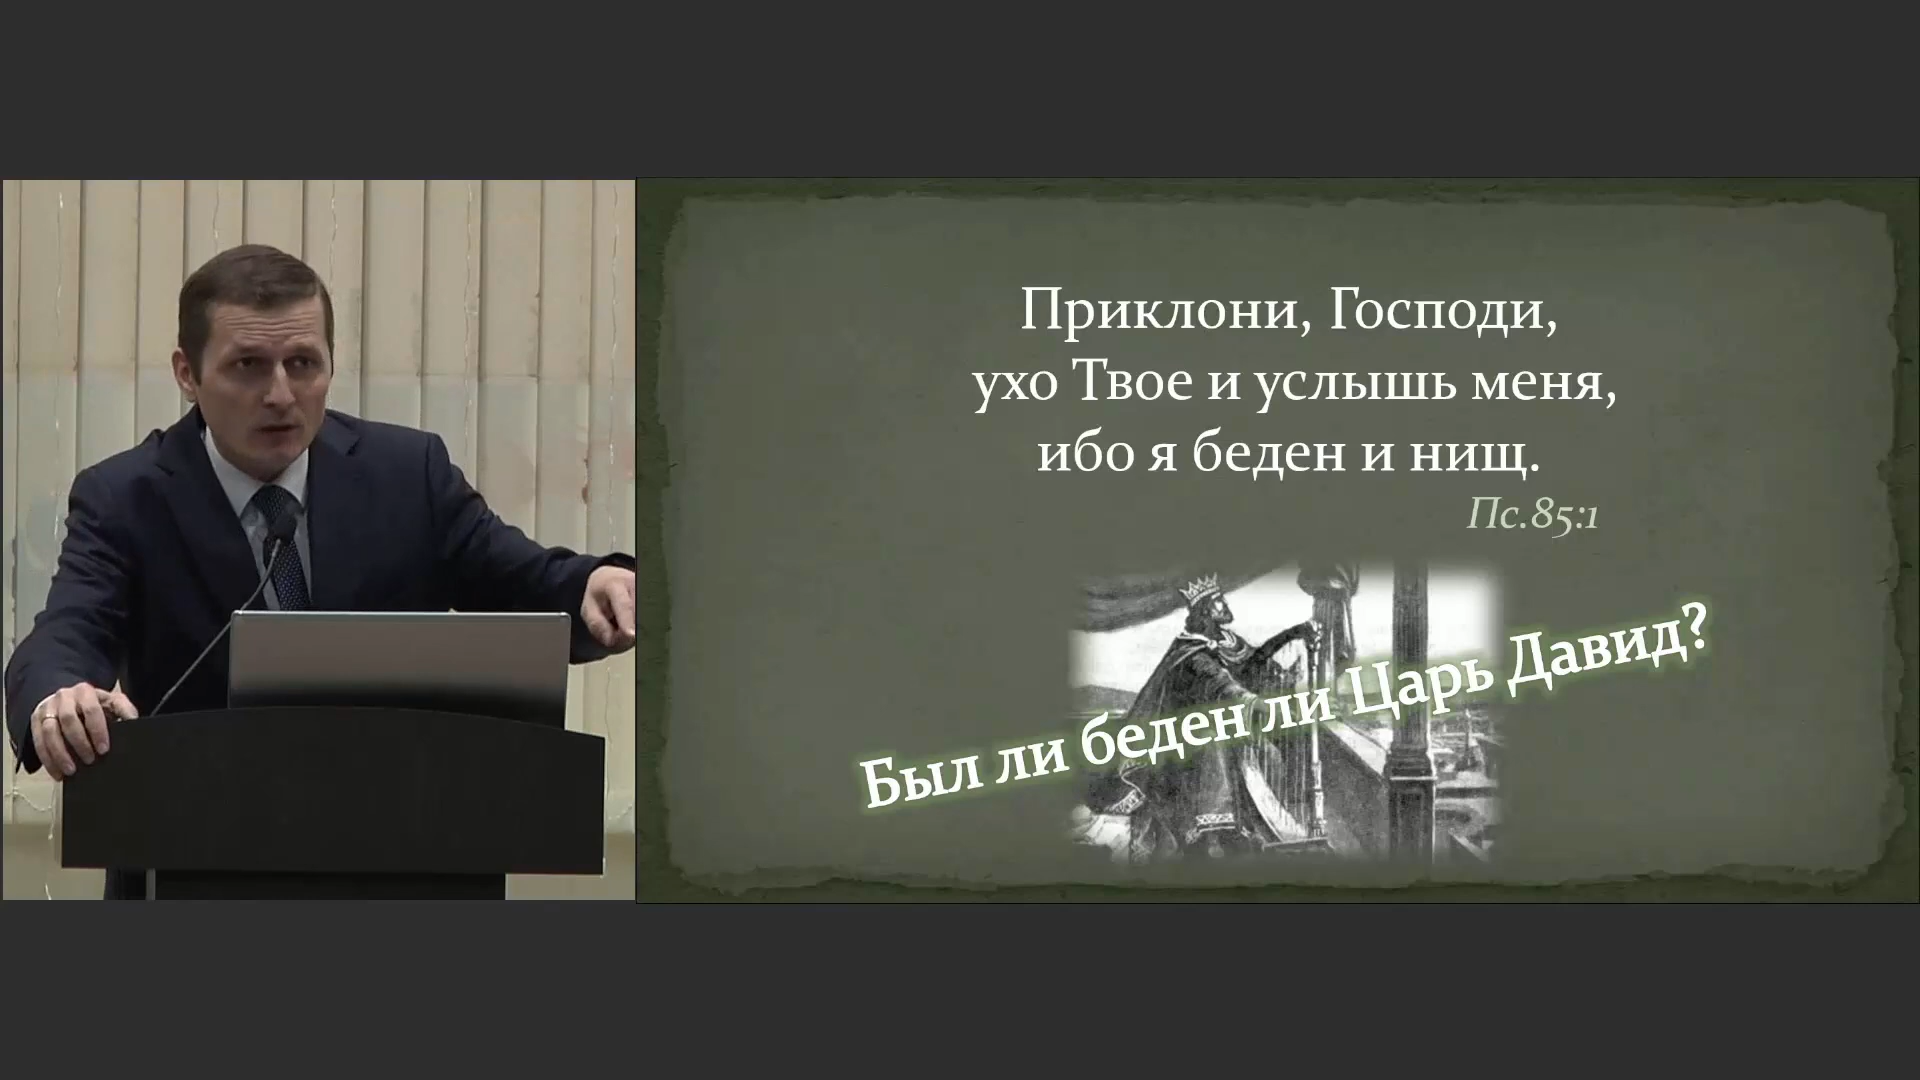 Приклони, Господи,
ухо Твое и услышь меня,
ибо я беден и нищ.
Пс.85:1
Был ли беден ли Царь Давид?